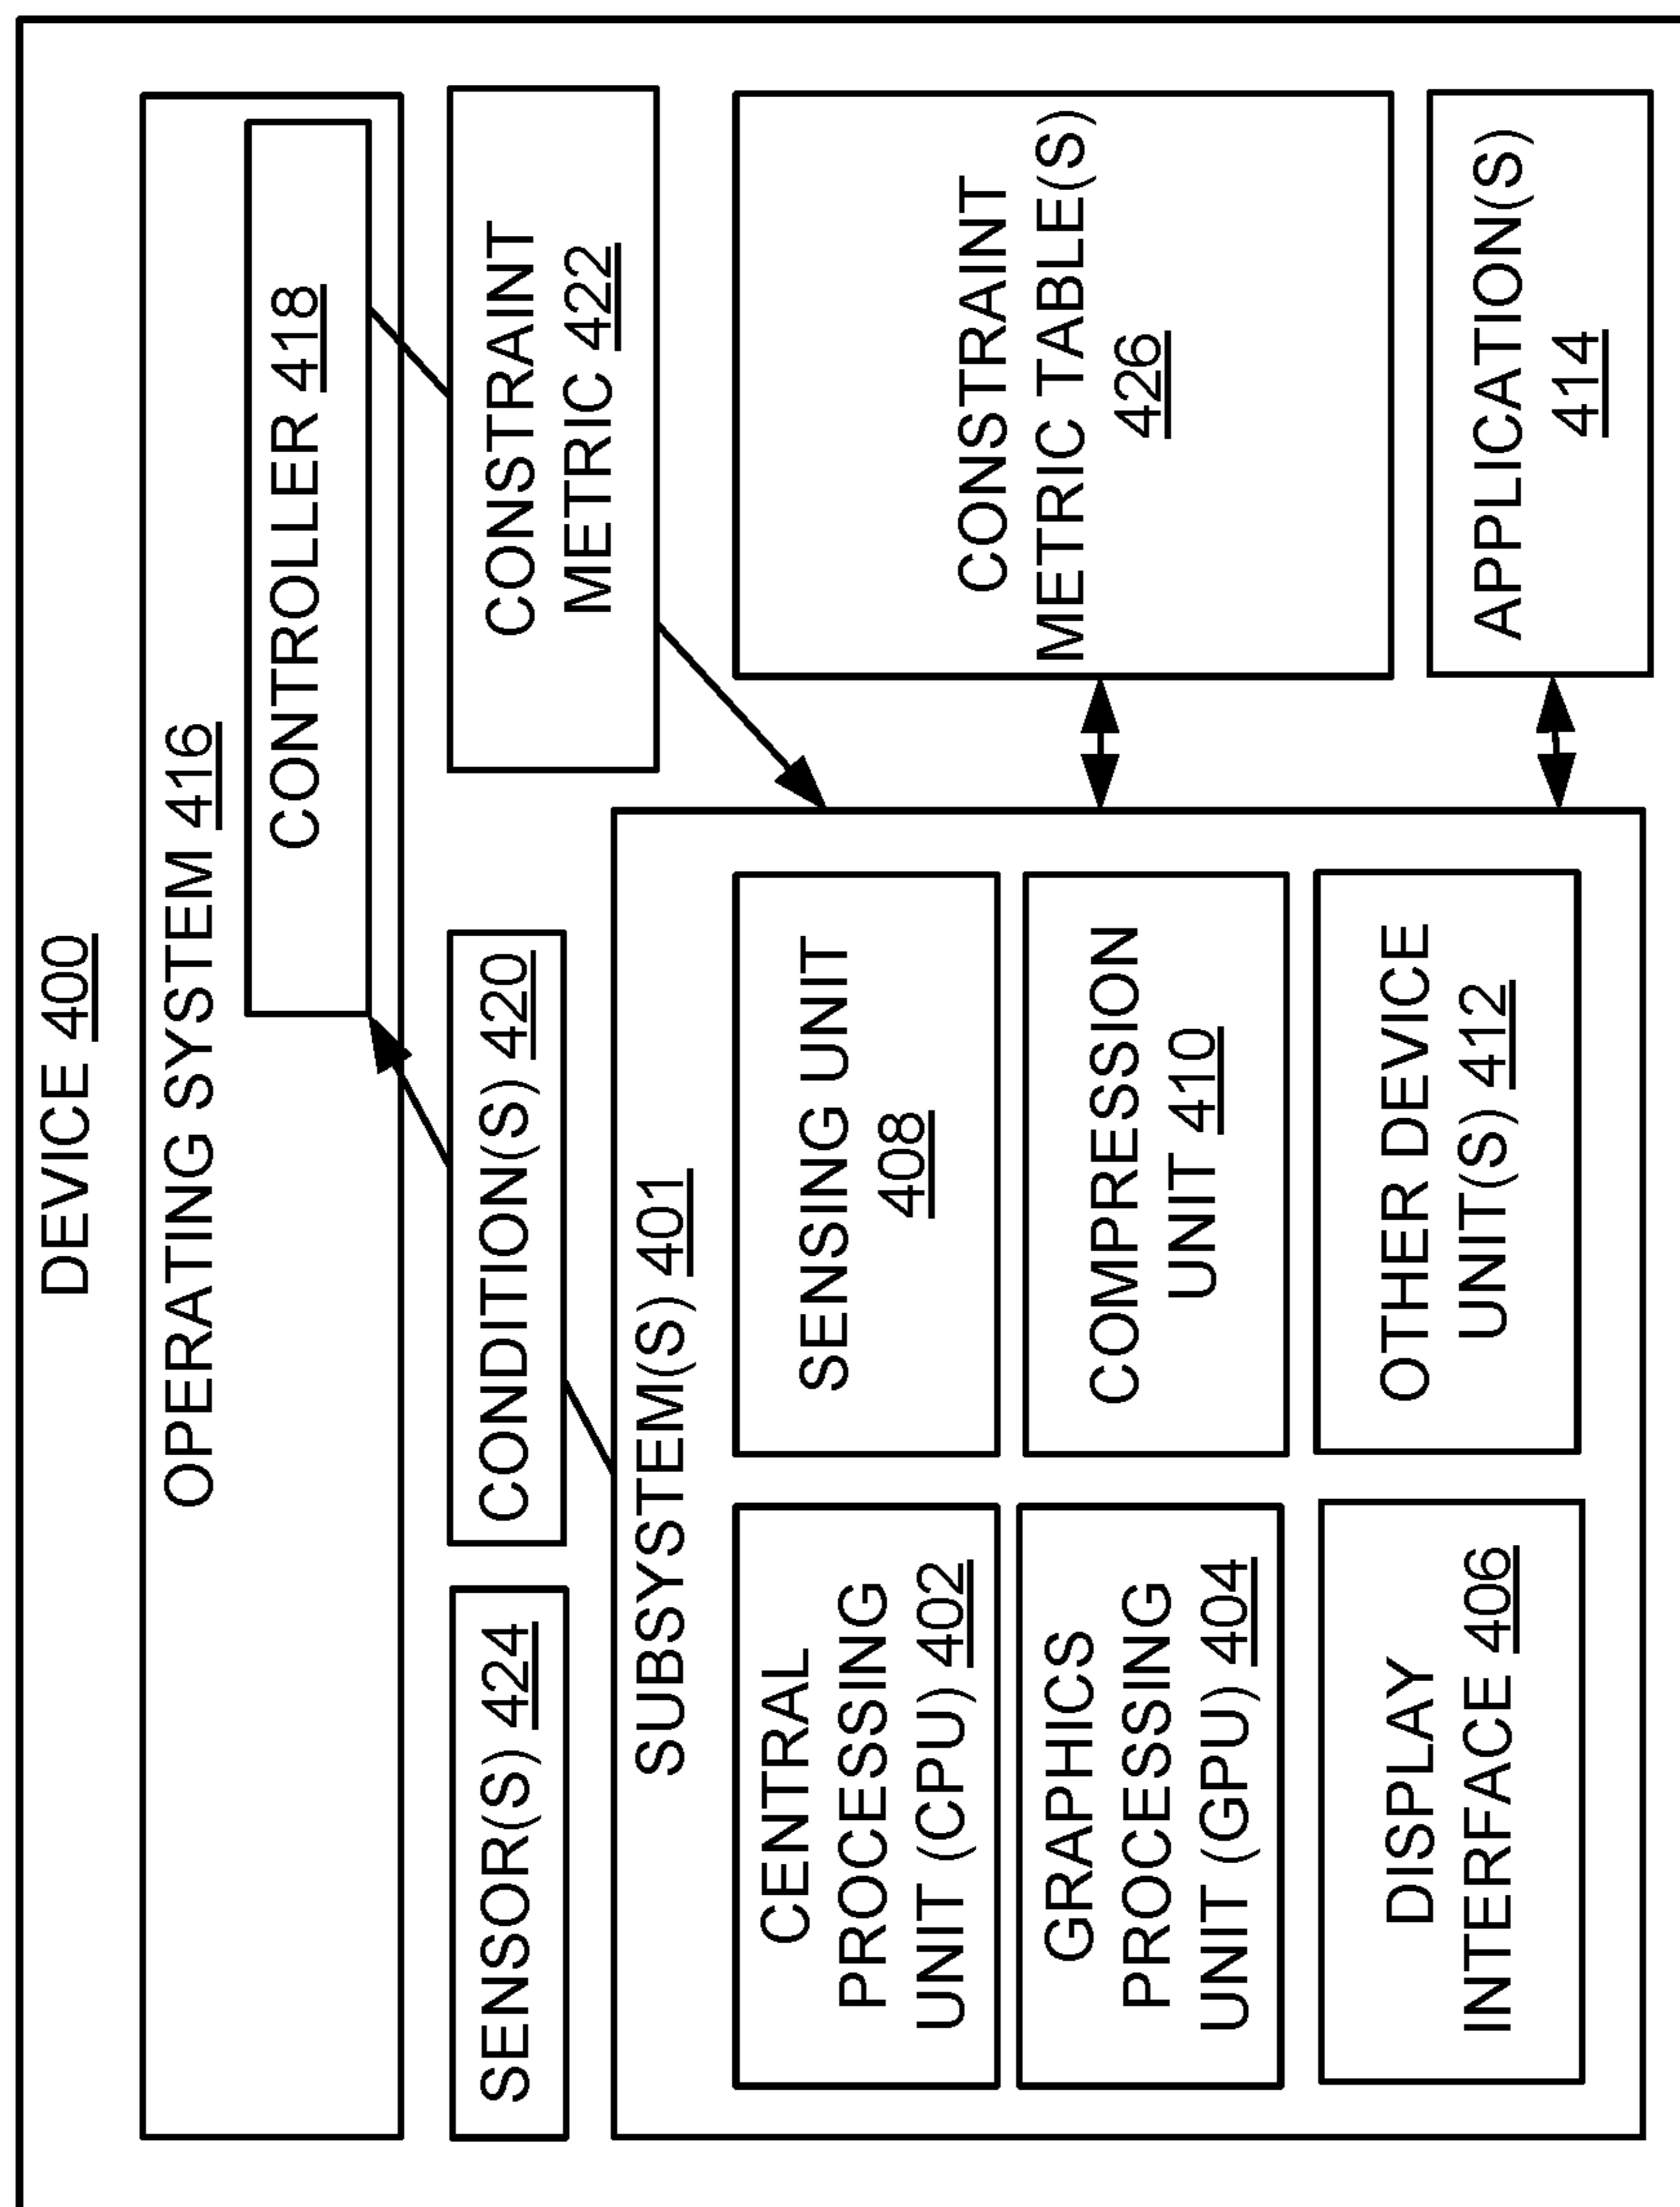 DEVICE 400
OPERATING SYSTEM 416
CONTROLLER 418
SENSOR(S) 424
CONDITION(S) 420
CONSTRAINT
METRIC 422
SUBSYSTEM(S) 401
CENTRAL
PROCESSING
UNIT (CPU) 402
SENSING UNIT
408
GRAPHICS
PROCESSING
UNIT (GPU) 404
COMPRESSION
UNIT 410
DISPLAY
INTERFACE 406
OTHER DEVICE
UNIT(S) 412
CONSTRAINT
METRIC TABLE(S)
426
APPLICATION(S)
414